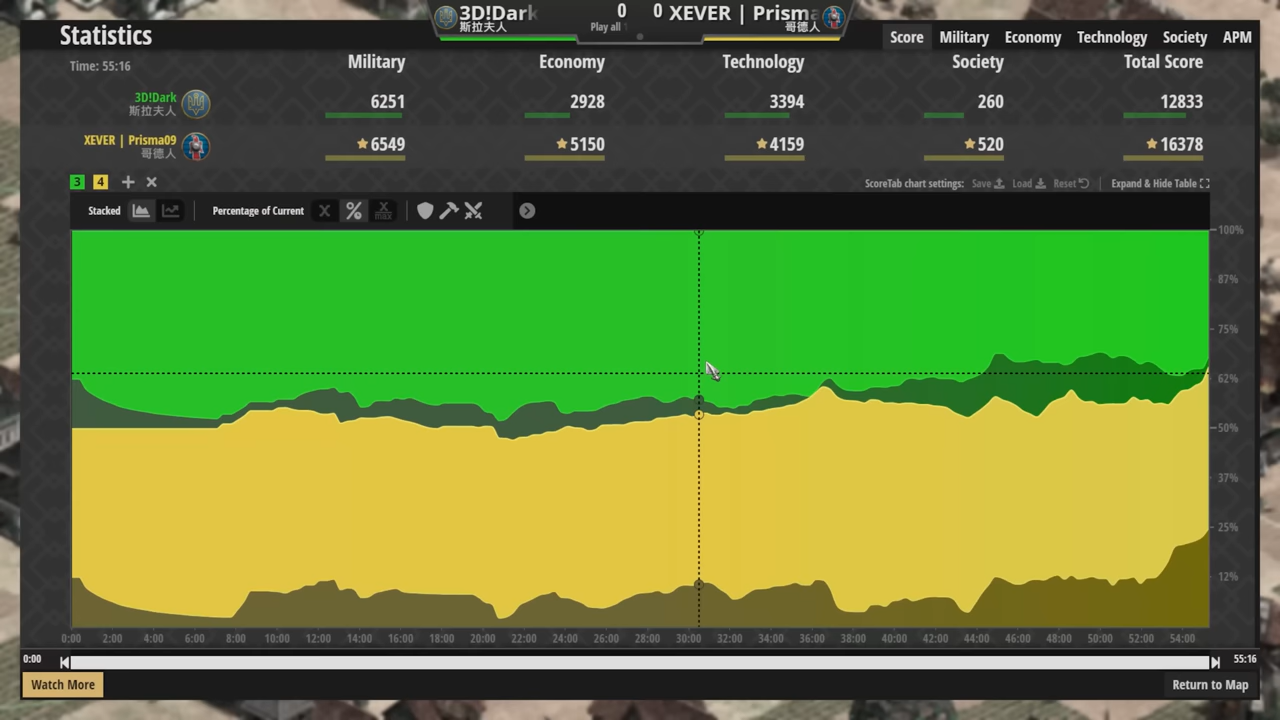 3D!Dark 0 0 XEVER | Prisma
斯拉夫人 Play all 哥德人
Statistics
Score Military Economy Technology Society APM
Time: 55:16 Military Economy Technology Society Total Score
3D!Dark
斯拉夫人
6251 2928 3394 260 12833
XEVER | Prisma09
哥德人
6549 5150 4159 520 16378
3 4
ScoreTab chart settings: Save Load Reset Expand & Hide Table
Stacked Percentage of Current X % X max
100%
87%
75%
62%
50%
37%
25%
12%
0:00 2:00 4:00 6:00 8:00 10:00 12:00 14:00 16:00 18:00 20:00 22:00 24:00 26:00 28:00 30:00 32:00 34:00 36:00 38:00 40:00 42:00 44:00 46:00 48:00 50:00 52:00 54:00
0:00 55:16
Watch More Return to Map